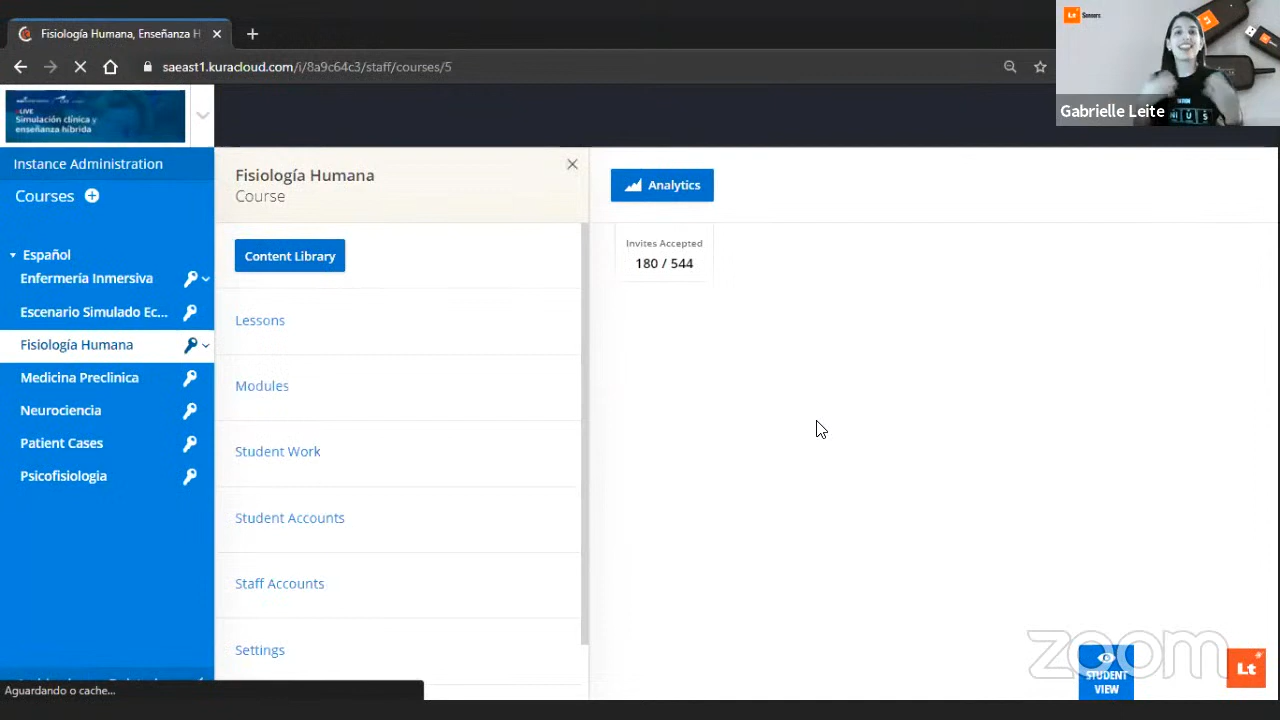 Fisiología Humana, Enseñanza H
saeast1.kuracloud.com/i/8a9c64c3/staff/courses/5
Lt Sensors
Gabrielle Leite
LIVE
Simulación clínica y
enseñanza híbrida
Instance Administration
Courses
Español
Enfermería Inmersiva
Escenario Simulado Ec...
Fisiología Humana
Medicina Preclinica
Neurociencia
Patient Cases
Psicofisiologia
Fisiología Humana
Course
Content Library
Lessons
Modules
Student Work
Student Accounts
Staff Accounts
Settings
Analytics
Invites Accepted
180 / 544
Aguardando o cache...
zoom
STUDENT
VIEW
Lt